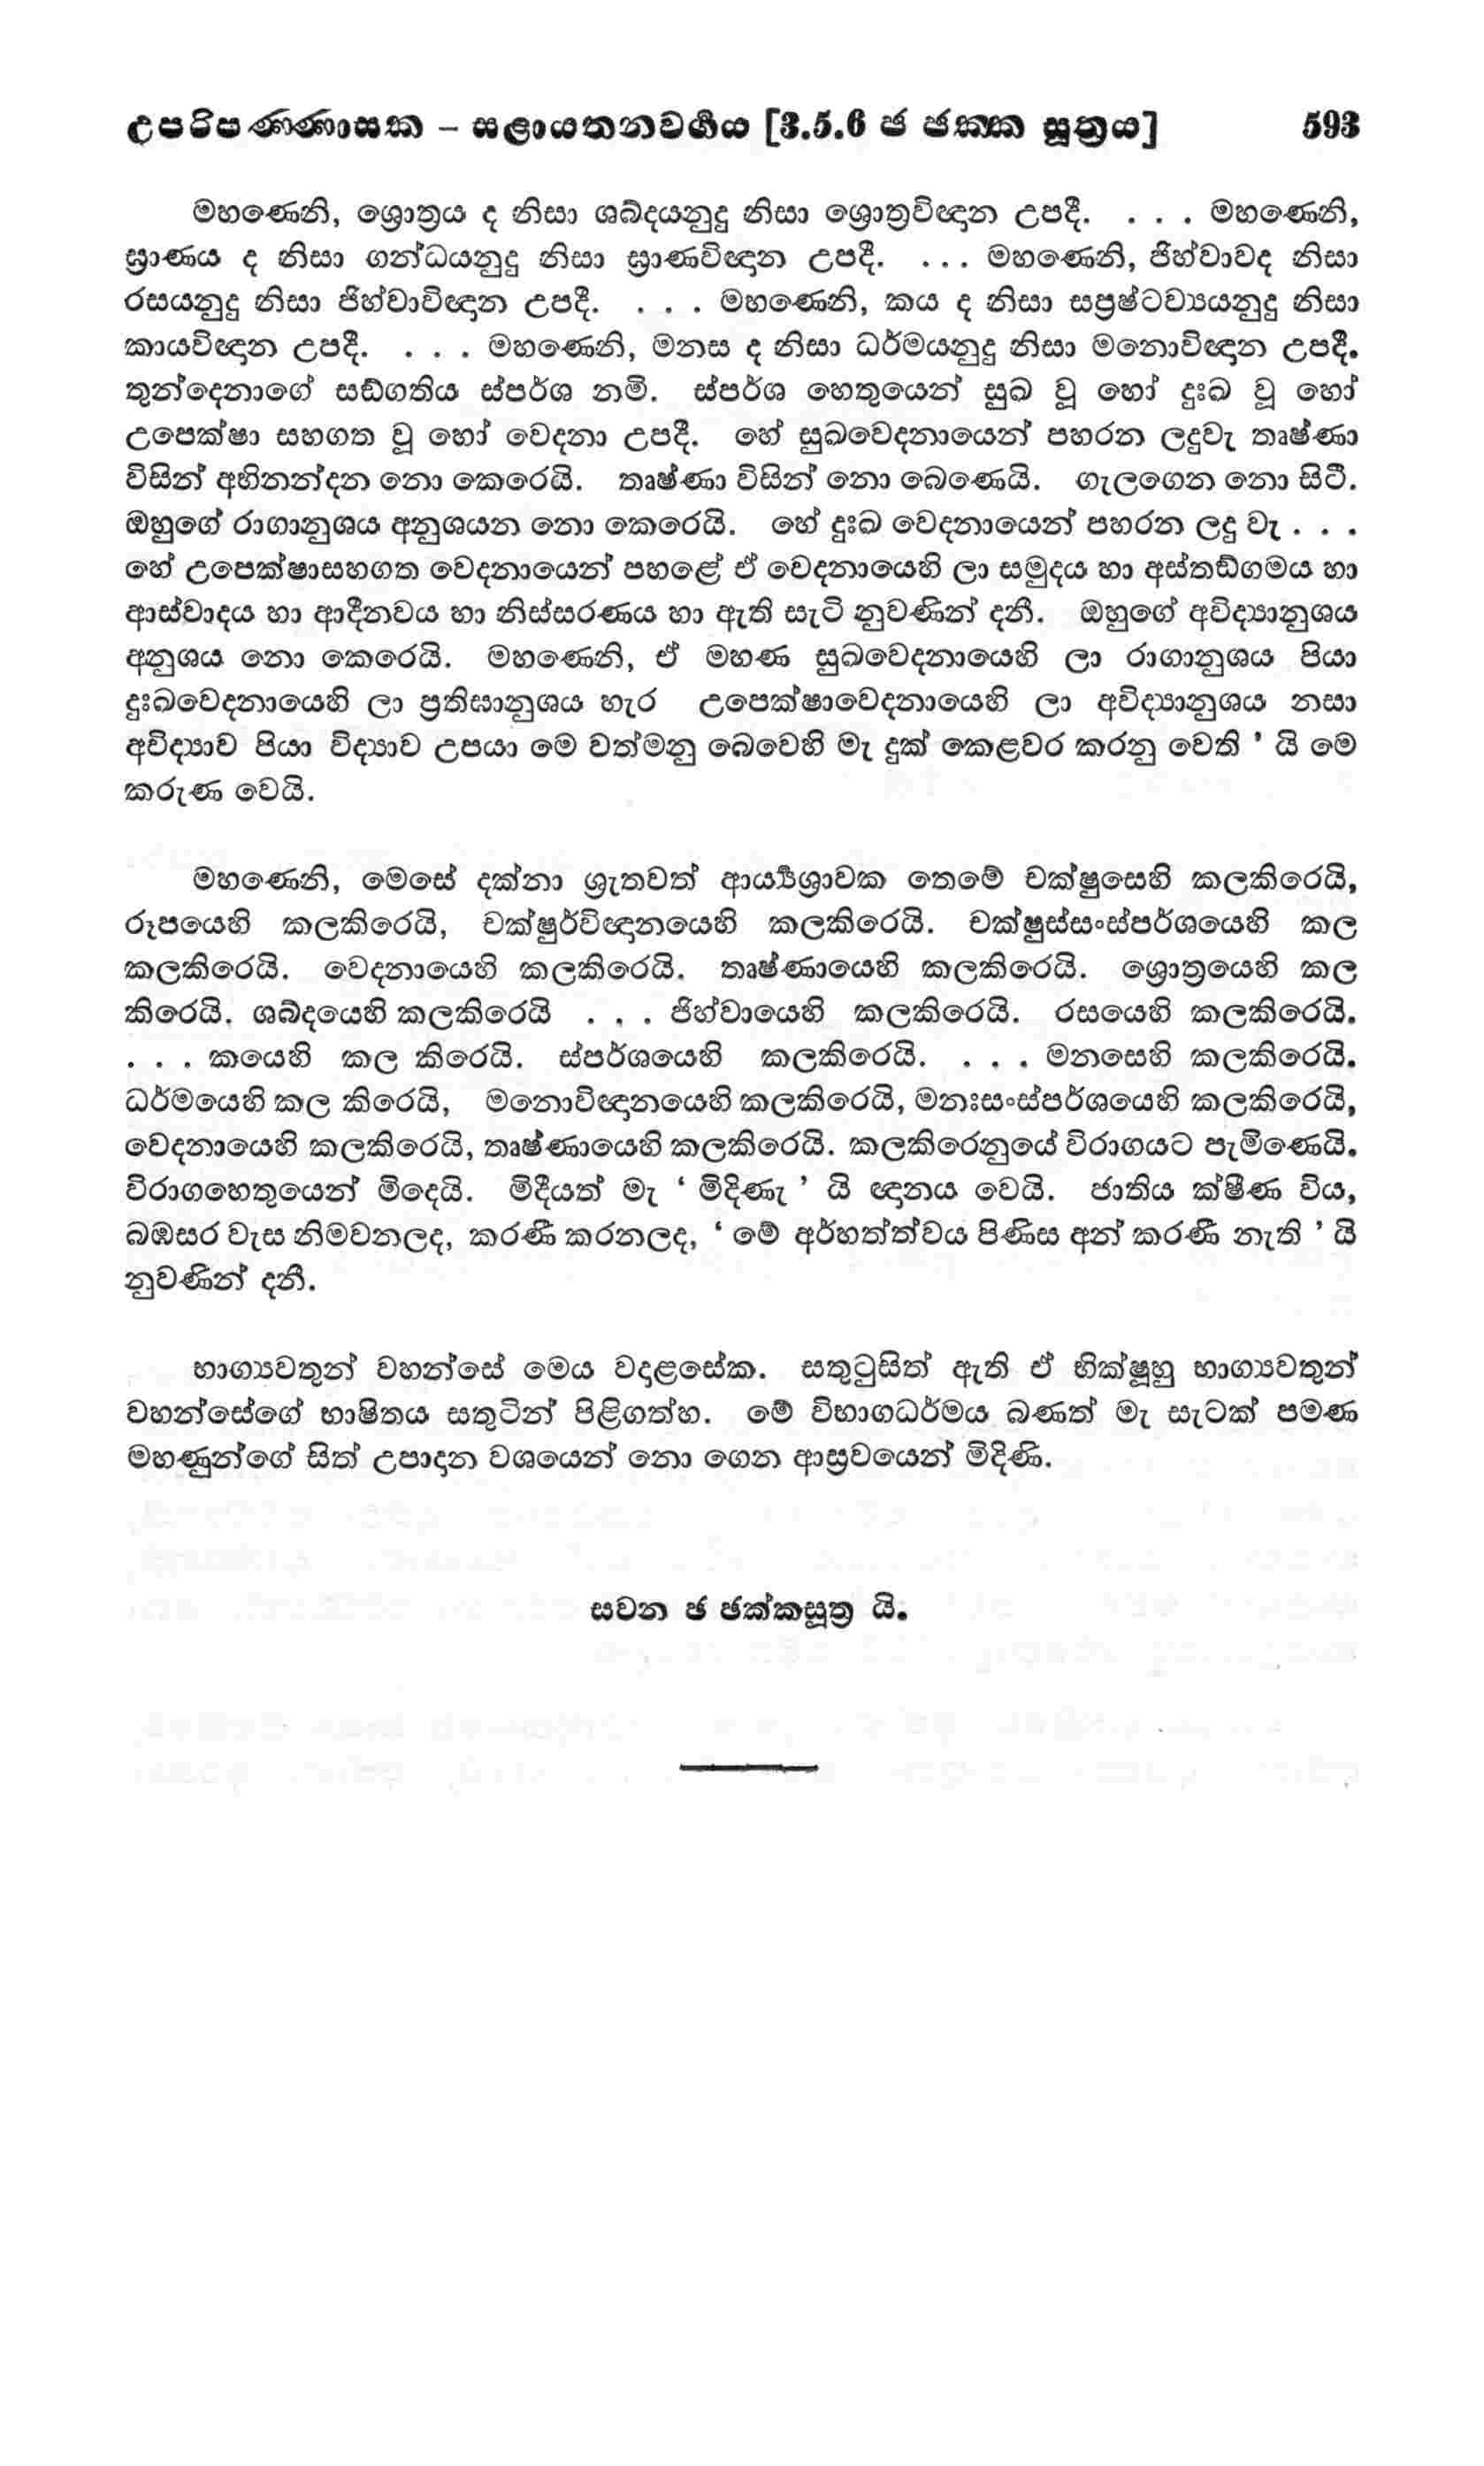 උපරිපණ්ණාසක – සළායතනවර්ගය [3.5.6 ඡ ඡක්ක සූත්‍රය] 593
මහණෙනි, ශ්‍රොත්‍රය ද නිසා ශබ්දයනුදු නිසා ශ්‍රොත්‍රවිඥාන උපදී. . . . මහණෙනි,
ඝ්‍රාණය ද නිසා ගන්ධයනුදු නිසා ඝ්‍රාණවිඥාන උපදී. ... මහණෙනි, ජිහ්වාවද නිසා
රසයනුදු නිසා ජිහ්වාවිඥාන උපදී. . . . මහණෙනි, කය ද නිසා සප්‍රෂ්ටව්‍යයනුදු නිසා
කායවිඥාන උපදී. . . . මහණෙනි, මනස ද නිසා ධර්මයනුදු නිසා මනොවිඥාන උපදී.
තුන්දෙනාගේ සඞ්ගතිය ස්පර්ශ නමි. ස්පර්ශ හෙතුයෙන් සුඛ වූ හෝ දුඃඛ වූ හෝ
උපෙක්ෂා සහගත වූ හෝ වෙදනා උපදී. හේ සුඛවෙදනායෙන් පහරන ලදුවැ තෘෂ්ණා
විසින් අභිනන්දන නො කෙරෙයි. තෘෂ්ණා විසින් නො බෙණෙයි. ගැලගෙන නො සිටී.
ඔහුගේ රාගානුශය අනුශයන නො කෙරෙයි. හේ දුඃඛ වෙදනායෙන් පහරන ලදු වැ . . .
හේ උපෙක්ෂාසහගත වෙදනායෙන් පහළේ ඒ වෙදනායෙහි ලා සමුදය හා අස්තඞ්ගමය හා
ආස්වාදය හා ආදීනවය හා නිස්සරණය හා ඇති සැටි නුවණින් දනී. ඔහුගේ අවිද්‍යානුශය
අනුශය නො කෙරෙයි. මහණෙනි, ඒ මහණ සුඛවෙදනායෙහි ලා රාගානුශය පියා
දුඃඛවෙදනායෙහි ලා ප්‍රතිඝානුශය හැර උපෙක්ෂාවෙදනායෙහි ලා අවිද්‍යානුශය නසා
අවිද්‍යාව පියා විද්‍යාව උපයා මෙ වත්මනු බෙවෙහි මැ දුක් කෙළවර කරනු වෙති ’ යි මෙ
කරුණ වෙයි.
මහණෙනි, මෙසේ දක්නා ශ්‍රැතවත් ආර්‍ය්‍යශ්‍රාවක තෙමේ චක්ෂුසෙහි කලකිරෙයි,
රූපයෙහි කලකිරෙයි, චක්ෂුර්විඥානයෙහි කලකිරෙයි. චක්ෂුස්සංස්පර්ශයෙහි කල
කලකිරෙයි. වෙදනායෙහි කලකිරෙයි. තෘෂ්ණායෙහි කලකිරෙයි. ශ්‍රොත්‍රයෙහි කල
කිරෙයි. ශබ්දයෙහි කලකිරෙයි . . . ජිහ්වායෙහි කලකිරෙයි. රසයෙහි කලකිරෙයි.
. . . කයෙහි කල කිරෙයි. ස්පර්ශයෙහි කලකිරෙයි. . . . මනසෙහි කලකිරෙයි.
ධර්මයෙහි කල කිරෙයි, මනොවිඥානයෙහි කලකිරෙයි, මනඃසංස්පර්ශයෙහි කලකිරෙයි,
වෙදනායෙහි කලකිරෙයි, තෘෂ්ණායෙහි කලකිරෙයි. කලකිරෙනුයේ විරාගයට පැමිණෙයි.
විරාගහෙතුයෙන් මිදෙයි. මිදීයත් මැ ‘ මිදිණැ ’ යි ඥානය වෙයි. ජාතිය ක්ෂීණ විය,
බඹසර වැස නිමවනලද, කරණී කරනලද, ‘ මේ අර්හත්ත්වය පිණිස අන් කරණී නැති ’ යි
නුවණින් දනී.
භාග්‍යවතුන් වහන්සේ මෙය වදාළසේක. සතුටුසිත් ඇති ඒ භික්ෂූහු භාග්‍යවතුන්
වහන්සේගේ භාෂිතය සතුටින් පිළිගත්හ. මේ විභාගධර්මය බණත් මැ සැටක් පමණ
මහණුන්ගේ සිත් උපාදාන වශයෙන් නො ගෙන ආස්‍රවයෙන් මිදිණි.
සවන ඡ ඡක්කසූත්‍ර යි.